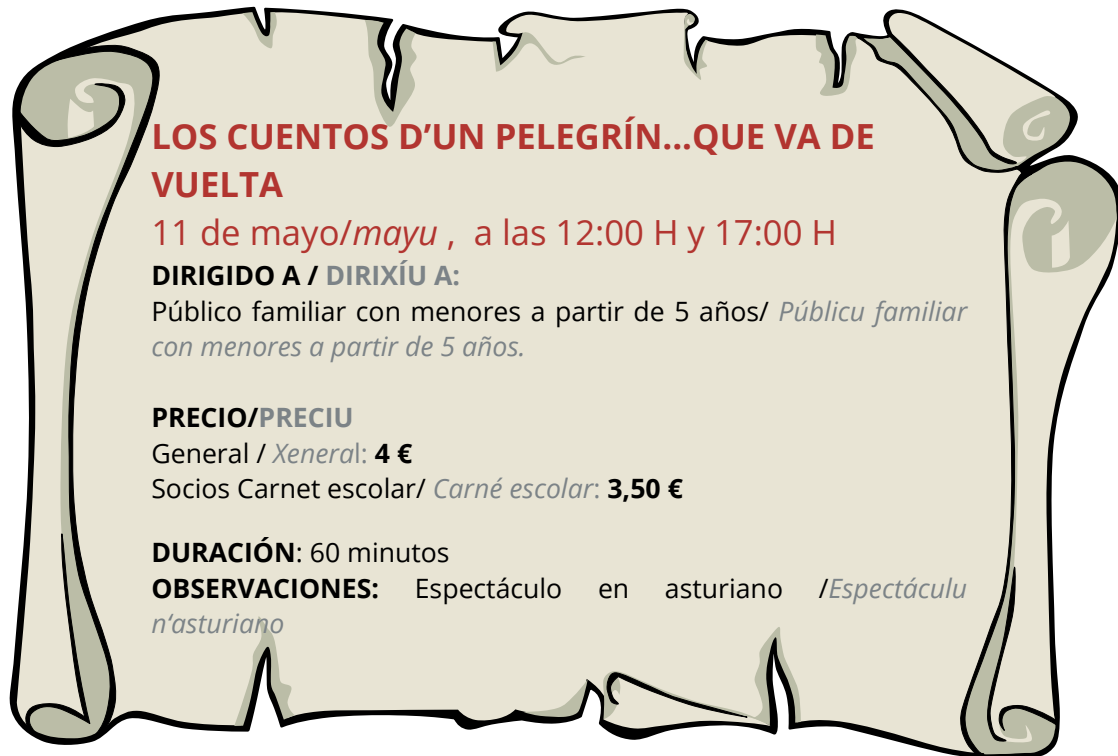 LOS CUENTOS D’UN PELEGRÍN...QUE VA DE
VUELTA
11 de mayo/mayu , a las 12:00 H y 17:00 H
DIRIGIDO A / DIRIXÍU A:
Público familiar con menores a partir de 5 años/ Públicu familiar
con menores a partir de 5 años.
PRECIO/PRECIU
General / Xeneral: 4 €
Socios Carnet escolar/ Carné escolar: 3,50 €
DURACIÓN: 60 minutos
OBSERVACIONES: Espectáculo en asturiano /Espectáculu
n’asturiano